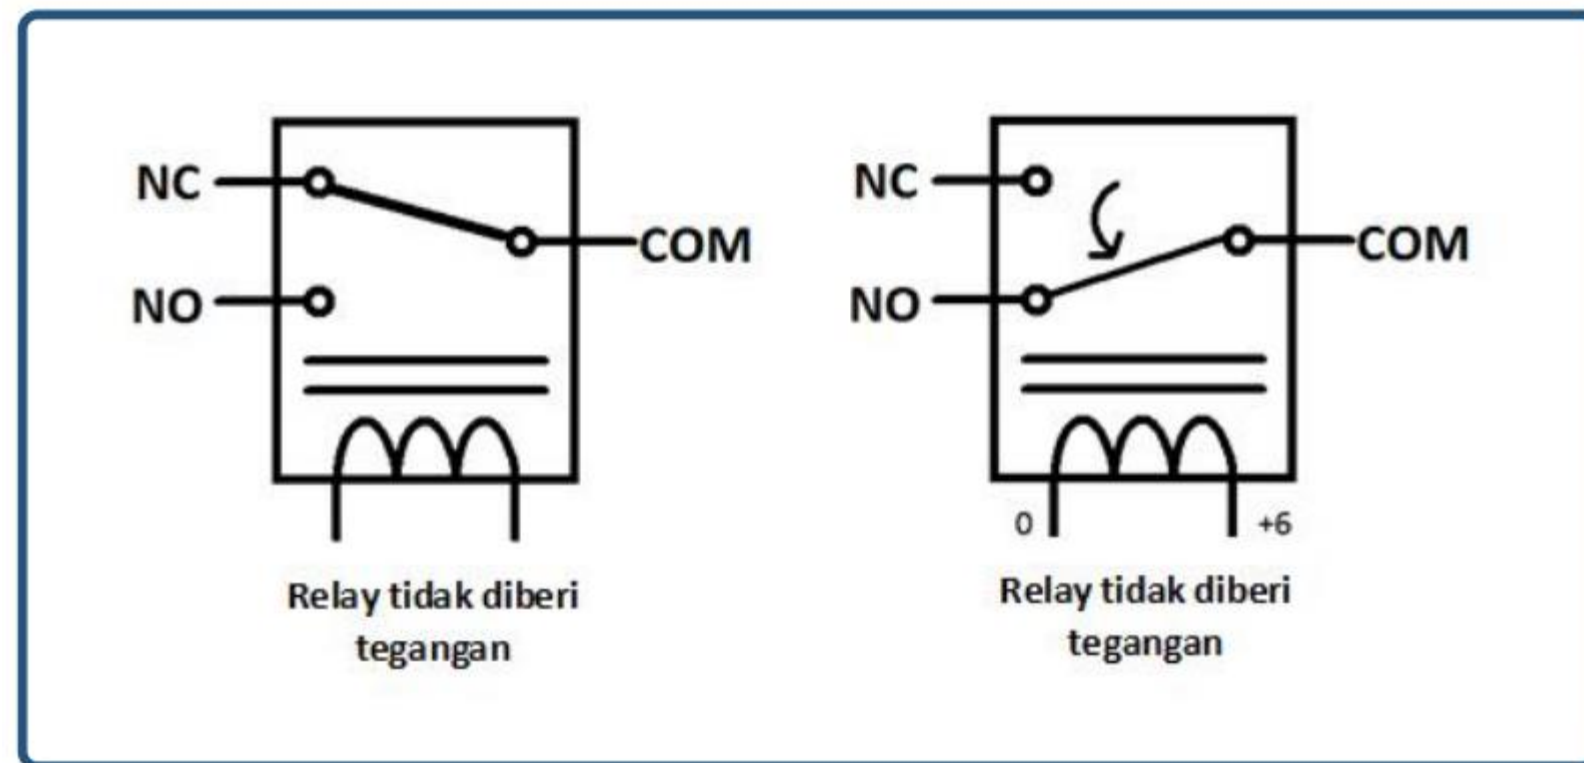 NC
COM
NO
Relay tidak diberi
tegangan
NC
COM
NO
0
+6
Relay tidak diberi
tegangan